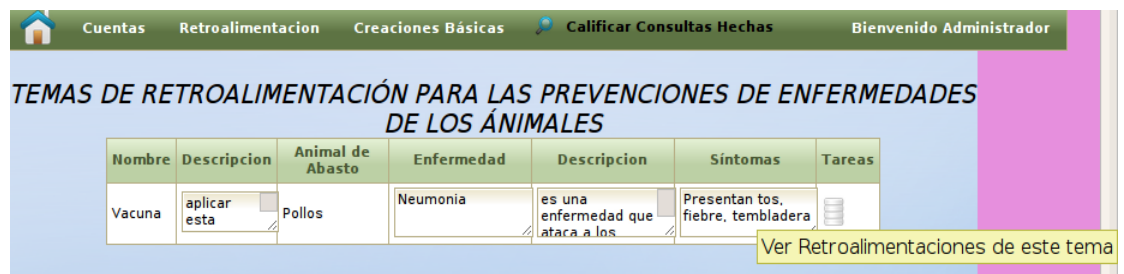 Cuentas Retroalimentacion Creaciones Básicas Calificar Consultas Hechas Bienvenido Administrador
TEMAS DE RETROALIMENTACIÓN PARA LAS PREVENCIONES DE ENFERMEDADES
DE LOS ÁNIMALES
Nombre Descripcion Animal de Abasto Enfermedad Descripcion Síntomas Tareas
Vacuna aplicar esta Pollos Neumonia es una enfermedad que ataca a los Presentan tos, fiebre, tembladera
Ver Retroalimentaciones de este tema